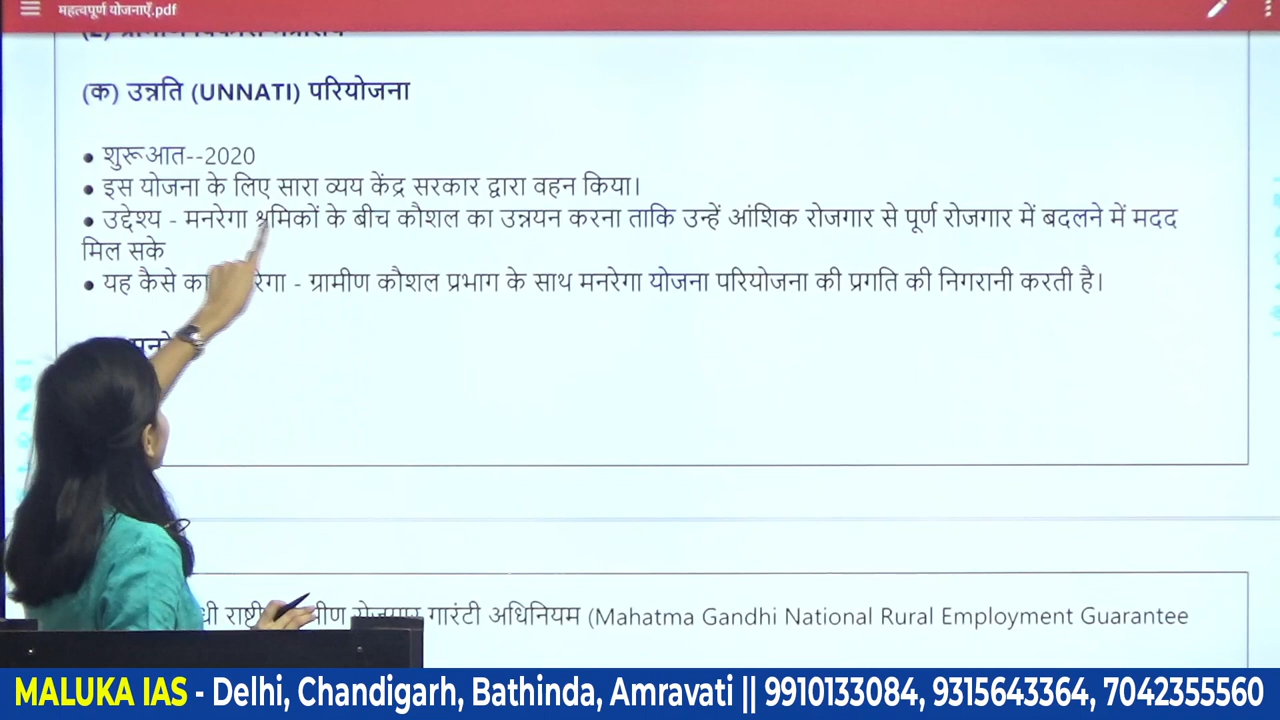 महत्वपूर्ण योजनाएँ.pdf
(क) उन्नति (UNNATI) परियोजना
• शुरूआत--2020
• इस योजना के लिए सारा व्यय केंद्र सरकार द्वारा वहन किया।
• उद्देश्य - मनरेगा श्रमिकों के बीच कौशल का उन्नयन करना ताकि उन्हें आंशिक रोजगार से पूर्ण रोजगार में बदलने में मदद
मिल सके
• यह कैसे - ग्रामीण कौशल प्रभाग के साथ मनरेगा योजना परियोजना की प्रगति की निगरानी करती है।
गारंटी अधिनियम (Mahatma Gandhi National Rural Employment Guarantee
MALUKA IAS - Delhi, Chandigarh, Bathinda, Amravati || 9910133084, 9315643364, 7042355560